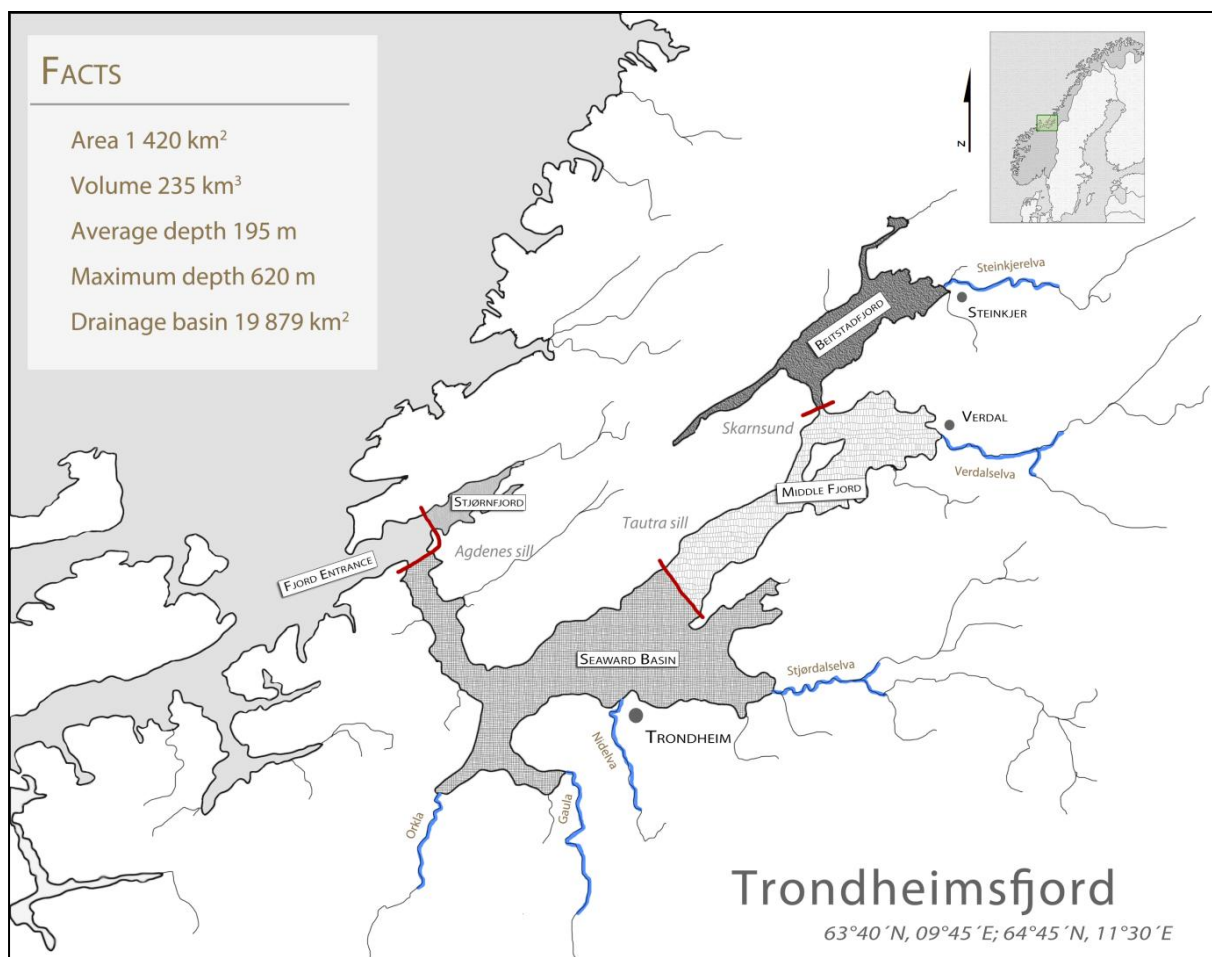 FACTS
Area 1 420 km²
Volume 235 km³
Average depth 195 m
Maximum depth 620 m
Drainage basin 19 879 km²
N
Steinkjerelva
STEINKJER
BEITSTADFJORD
Skarnsund
VERDAL
Verdalselva
MIDDLE FJORD
STJØRNFJORD
Tautra sill
Agdenes sill
FJORD ENTRANCE
SEAWARD BASIN
Stjørdalselva
TRONDHEIM
Nidelva
Gaula
Orkla
Trondheimsfjord
63°40´N, 09°45´E; 64°45´N, 11°30´E